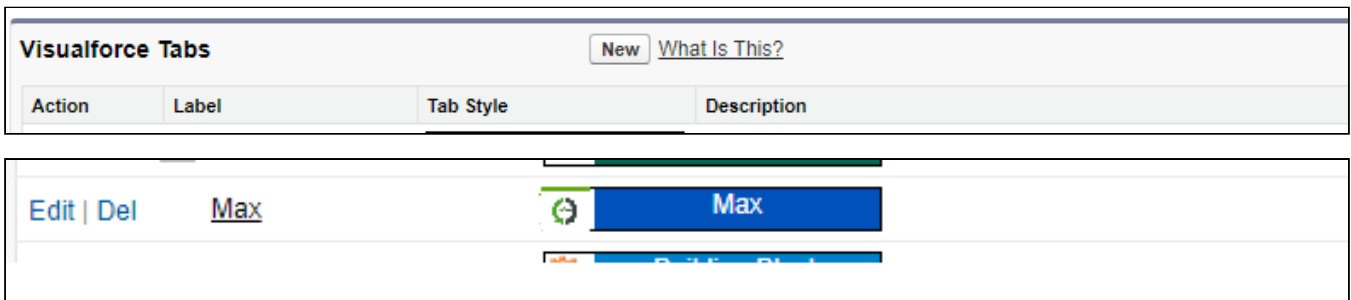 Visualforce Tabs New What Is This?
Action Label Tab Style Description
Edit | Del Max Max